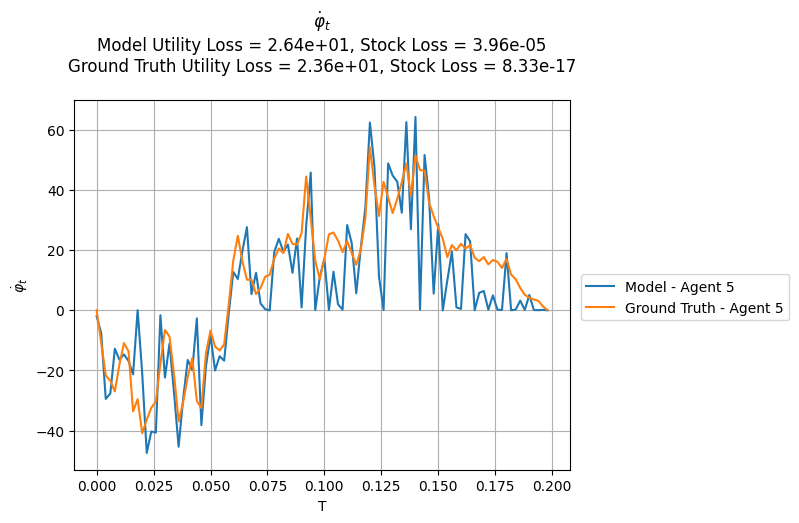 φ̇ₜ
Model Utility Loss = 2.64e+01, Stock Loss = 3.96e-05
Ground Truth Utility Loss = 2.36e+01, Stock Loss = 8.33e-17
60
40
20
0
−20
−40
φ̇ₜ
0.000 0.025 0.050 0.075 0.100 0.125 0.150 0.175 0.200
T
Model - Agent 5
Ground Truth - Agent 5